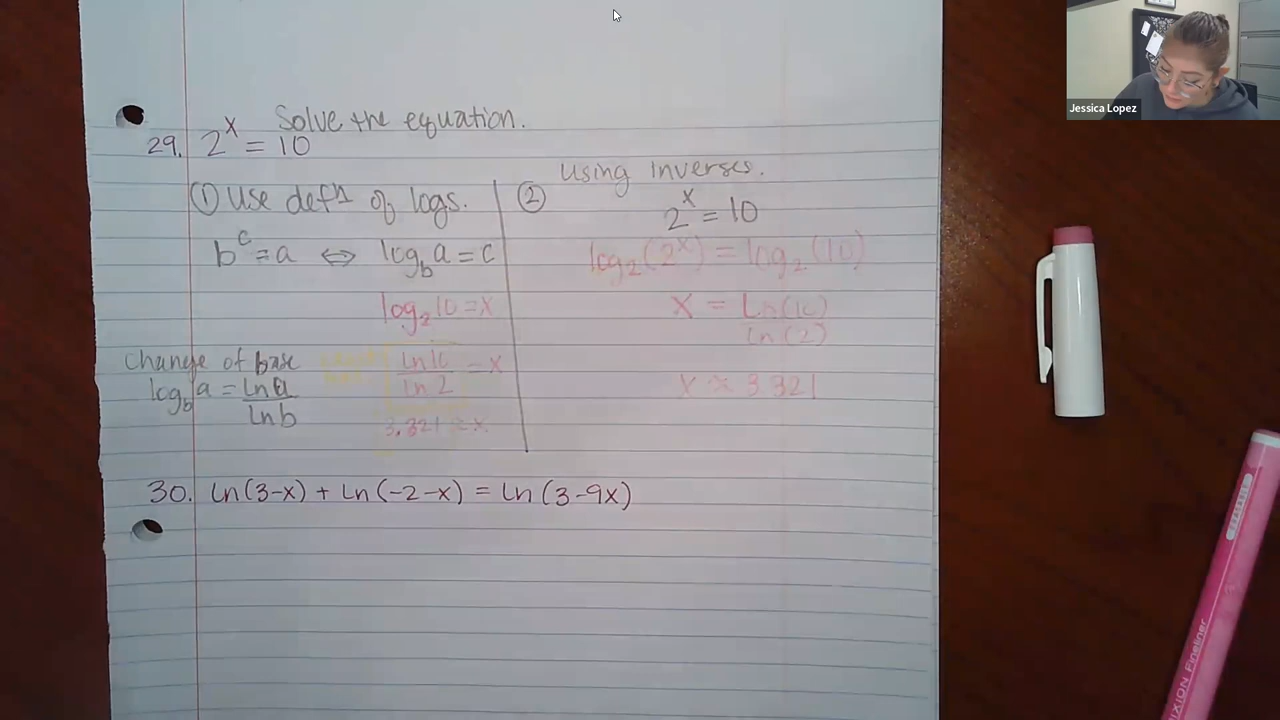 Jessica Lopez
Solve the equation.
29. 2^x = 10
① Use def'n of logs.
b^c = a ⇔ log_b a = c
log_2 10 = x
Change of base
log_b a = ln a / ln b
ln 10 / ln 2 = x
3.321 ≈ x
② Using inverses.
2^x = 10
log_2(2^x) = log_2(10)
x = Ln(10) / ln(2)
x ≈ 3.321
30. ln(3-x) + ln(-2-x) = ln(3-9x)
FRIXION Fineliner